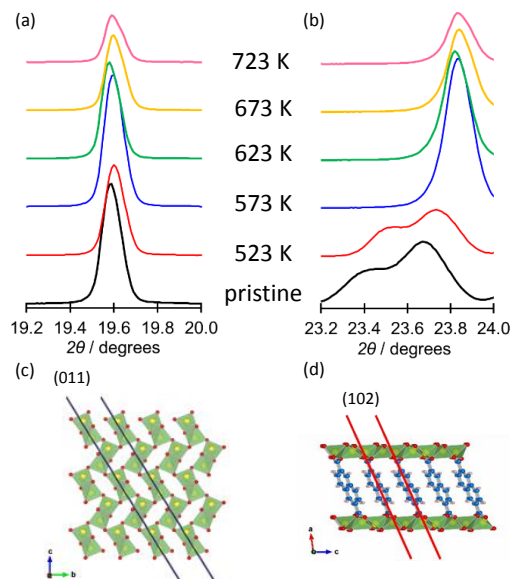 (a)
(b)
723 K
673 K
623 K
573 K
523 K
pristine
19.2 19.4 19.6 19.8 20.0
2θ / degrees
23.2 23.4 23.6 23.8 24.0
2θ / degrees
(c)
(011)
c
b
(d)
(102)
a
c